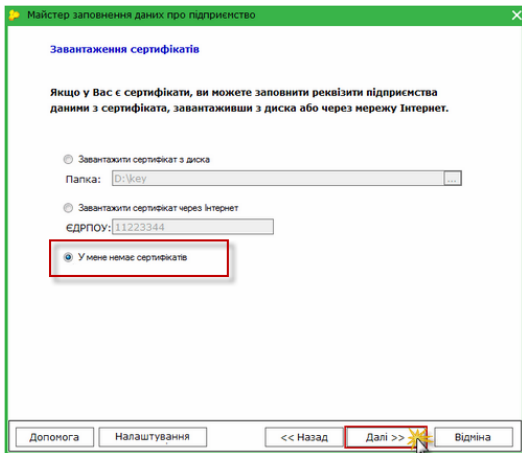 Майстер заповнення даних про підприємство
Завантаження сертифікатів
Якщо у Вас є сертифікати, ви можете заповнити реквізити підприємства
даними з сертифіката, завантаживши з диска або через мережу Інтернет.
Завантажити сертифікат з диска
Папка: D:\key ...
Завантажити сертифікат через Інтернет
ЄДРПОУ: 11223344
У мене немає сертифікатів
Допомога Налаштування << Назад Далі >> Відміна